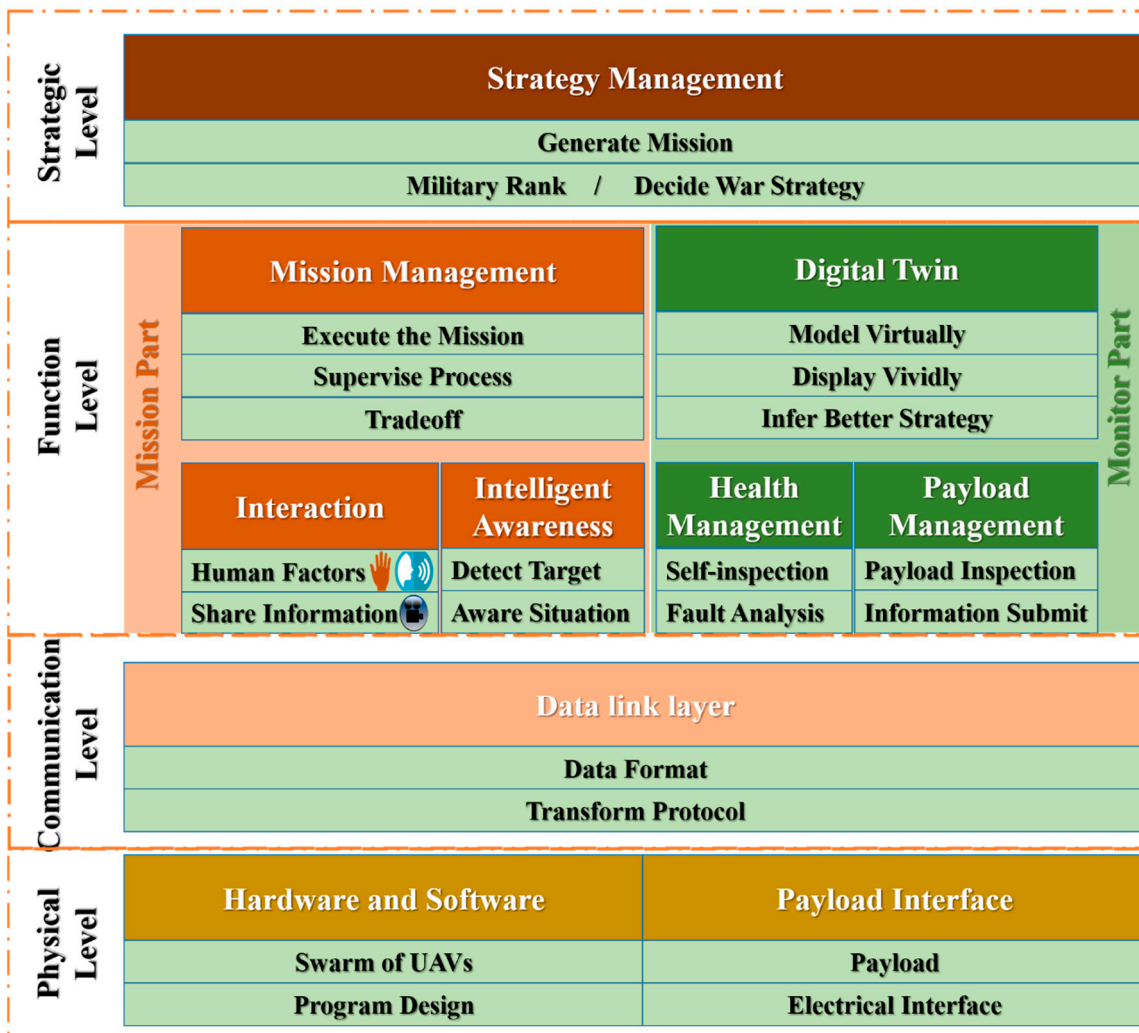 Strategic
Level
Strategy Management
Generate Mission
Military Rank / Decide War Strategy
Function
Level
Mission Part
Mission Management
Execute the Mission
Supervise Process
Tradeoff
Interaction
Human Factors
Share Information
Intelligent
Awareness
Detect Target
Aware Situation
Digital Twin
Model Virtually
Display Vividly
Infer Better Strategy
Health
Management
Self-inspection
Fault Analysis
Payload
Management
Payload Inspection
Information Submit
Monitor Part
Communication
Level
Data link layer
Data Format
Transform Protocol
Physical
Level
Hardware and Software
Swarm of UAVs
Program Design
Payload Interface
Payload
Electrical Interface